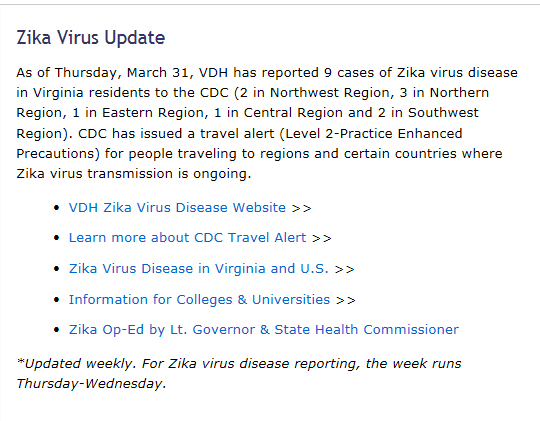 Zika Virus Update
As of Thursday, March 31, VDH has reported 9 cases of Zika virus disease
in Virginia residents to the CDC (2 in Northwest Region, 3 in Northern
Region, 1 in Eastern Region, 1 in Central Region and 2 in Southwest
Region). CDC has issued a travel alert (Level 2-Practice Enhanced
Precautions) for people traveling to regions and certain countries where
Zika virus transmission is ongoing.
• VDH Zika Virus Disease Website >>
• Learn more about CDC Travel Alert >>
• Zika Virus Disease in Virginia and U.S. >>
• Information for Colleges & Universities >>
• Zika Op-Ed by Lt. Governor & State Health Commissioner
*Updated weekly. For Zika virus disease reporting, the week runs
Thursday-Wednesday.